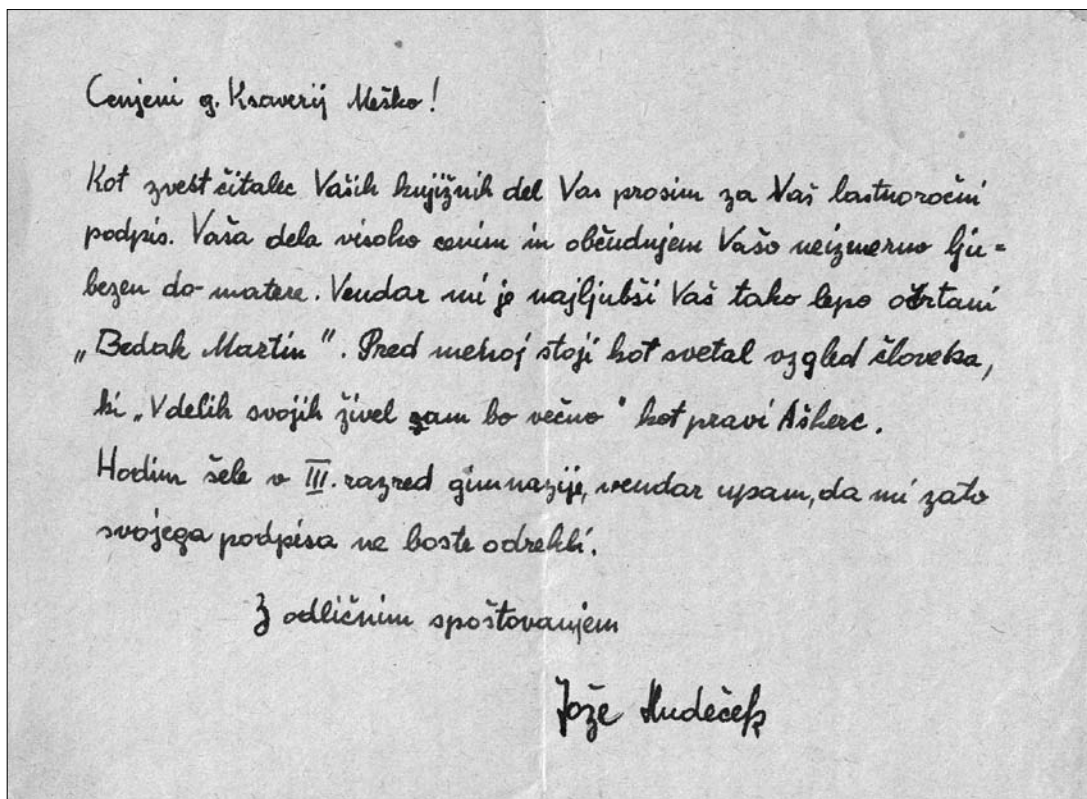 Cenjeni g. Ksaverij Meško!
Kot zvest čitalec Vaših knjižnih del Vas prosim za Vaš lastnoročni
podpis. Vaša dela visoko cenim in občudujem Vašo neizmerno lju=
bezen do matere. Vendar mi je najljubši Vaš tako lepo očrtani
„Bedak Martin". Pred menoj stoji kot svetal vzgled človeka,
ki „V delih svojih živel sam bo večno" kot pravi Aškerc.
Hodim šele v III. razred gimnazije, vendar upam, da mi zato
svojega podpisa ne boste odrekli.
Z odličnim spoštovanjem
Jože Hudeček